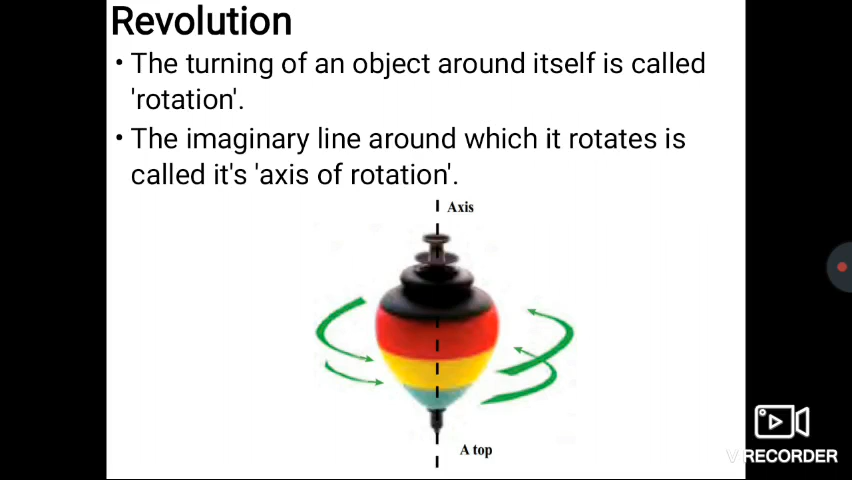 Revolution
• The turning of an object around itself is called
'rotation'.
• The imaginary line around which it rotates is
called it's 'axis of rotation'.
Axis
A top
V RECORDER